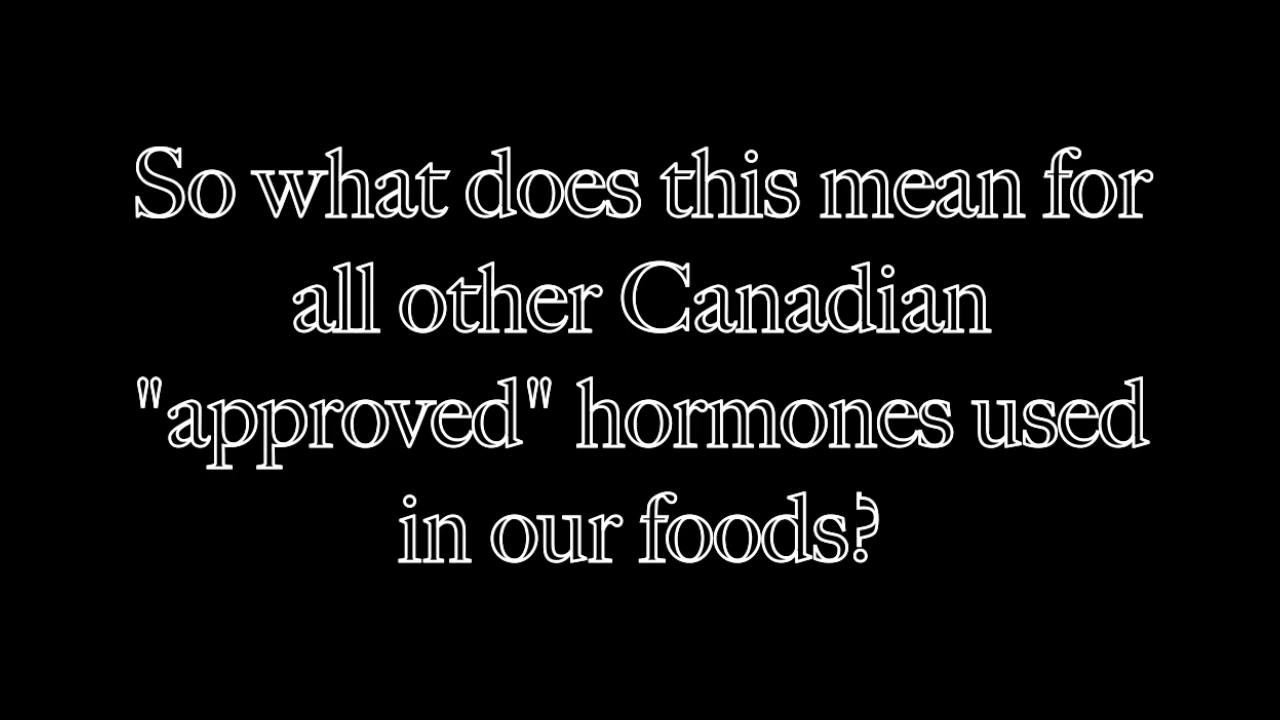 So what does this mean for
all other Canadian
"approved" hormones used
in our foods?